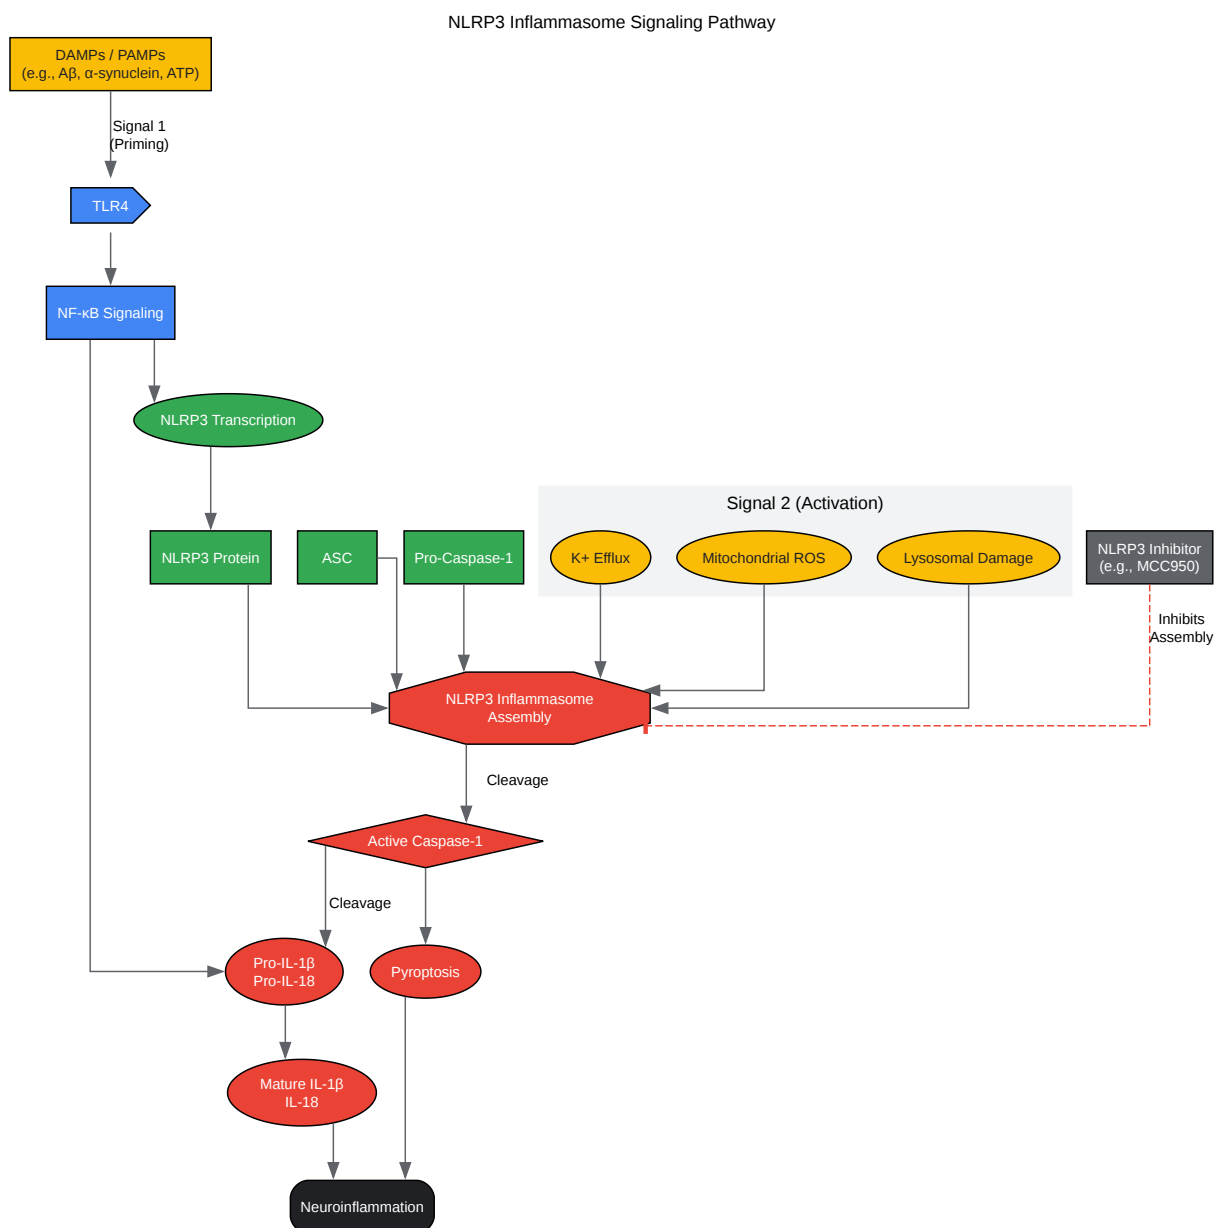 NLRP3 Inflammasome Signaling Pathway
DAMPs / PAMPs
(e.g., Aβ, α-synuclein, ATP)
Signal 1
(Priming)
TLR4
NF-κB Signaling
NLRP3 Transcription
Signal 2 (Activation)
NLRP3 Protein
ASC
Pro-Caspase-1
K+ Efflux
Mitochondrial ROS
Lysosomal Damage
NLRP3 Inhibitor
(e.g., MCC950)
Inhibits
Assembly
NLRP3 Inflammasome
Assembly
Cleavage
Active Caspase-1
Cleavage
Pro-IL-1β
Pro-IL-18
Pyroptosis
Mature IL-1β
IL-18
Neuroinflammation